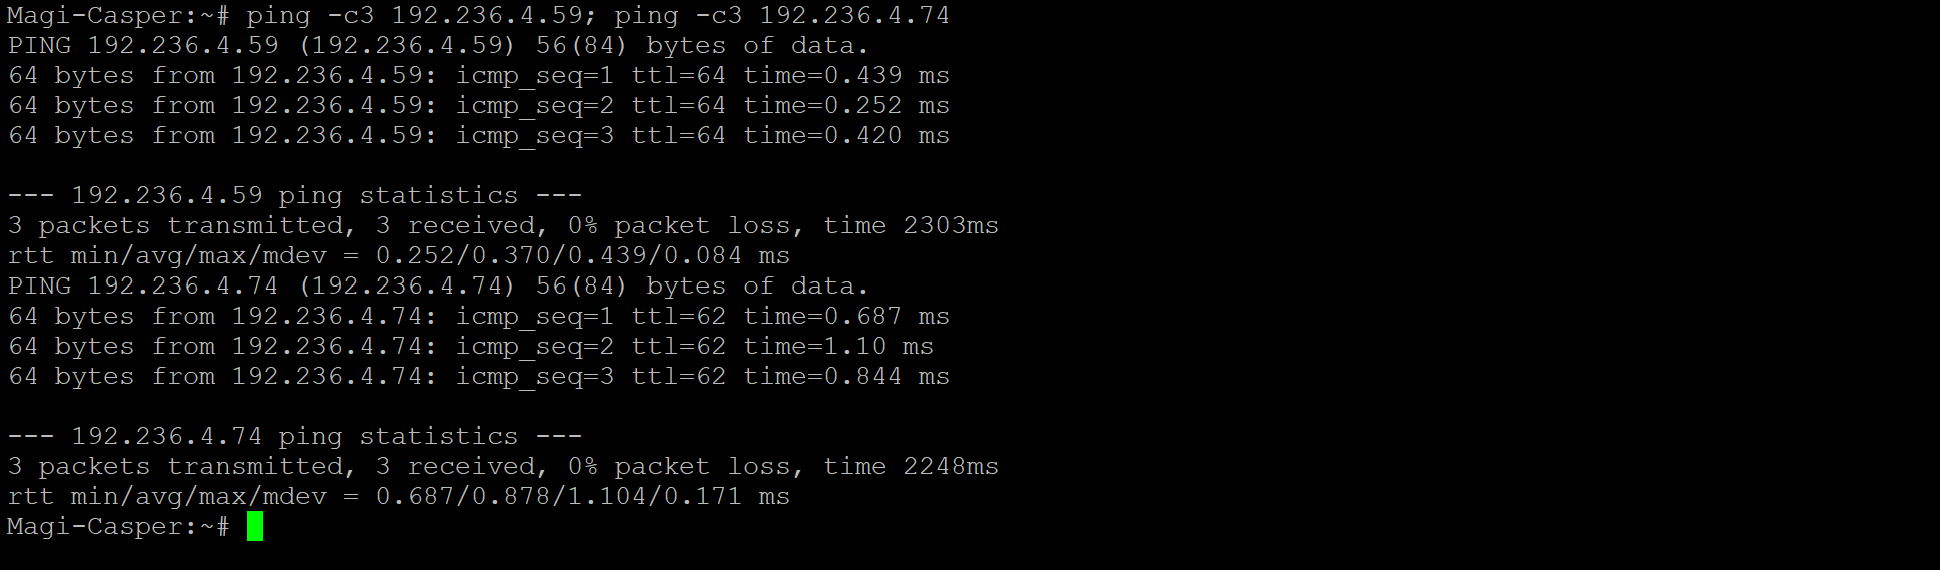 Magi-Casper:~# ping -c3 192.236.4.59; ping -c3 192.236.4.74
PING 192.236.4.59 (192.236.4.59) 56(84) bytes of data.
64 bytes from 192.236.4.59: icmp_seq=1 ttl=64 time=0.439 ms
64 bytes from 192.236.4.59: icmp_seq=2 ttl=64 time=0.252 ms
64 bytes from 192.236.4.59: icmp_seq=3 ttl=64 time=0.420 ms

--- 192.236.4.59 ping statistics ---
3 packets transmitted, 3 received, 0% packet loss, time 2303ms
rtt min/avg/max/mdev = 0.252/0.370/0.439/0.084 ms
PING 192.236.4.74 (192.236.4.74) 56(84) bytes of data.
64 bytes from 192.236.4.74: icmp_seq=1 ttl=62 time=0.687 ms
64 bytes from 192.236.4.74: icmp_seq=2 ttl=62 time=1.10 ms
64 bytes from 192.236.4.74: icmp_seq=3 ttl=62 time=0.844 ms

--- 192.236.4.74 ping statistics ---
3 packets transmitted, 3 received, 0% packet loss, time 2248ms
rtt min/avg/max/mdev = 0.687/0.878/1.104/0.171 ms
Magi-Casper:~#